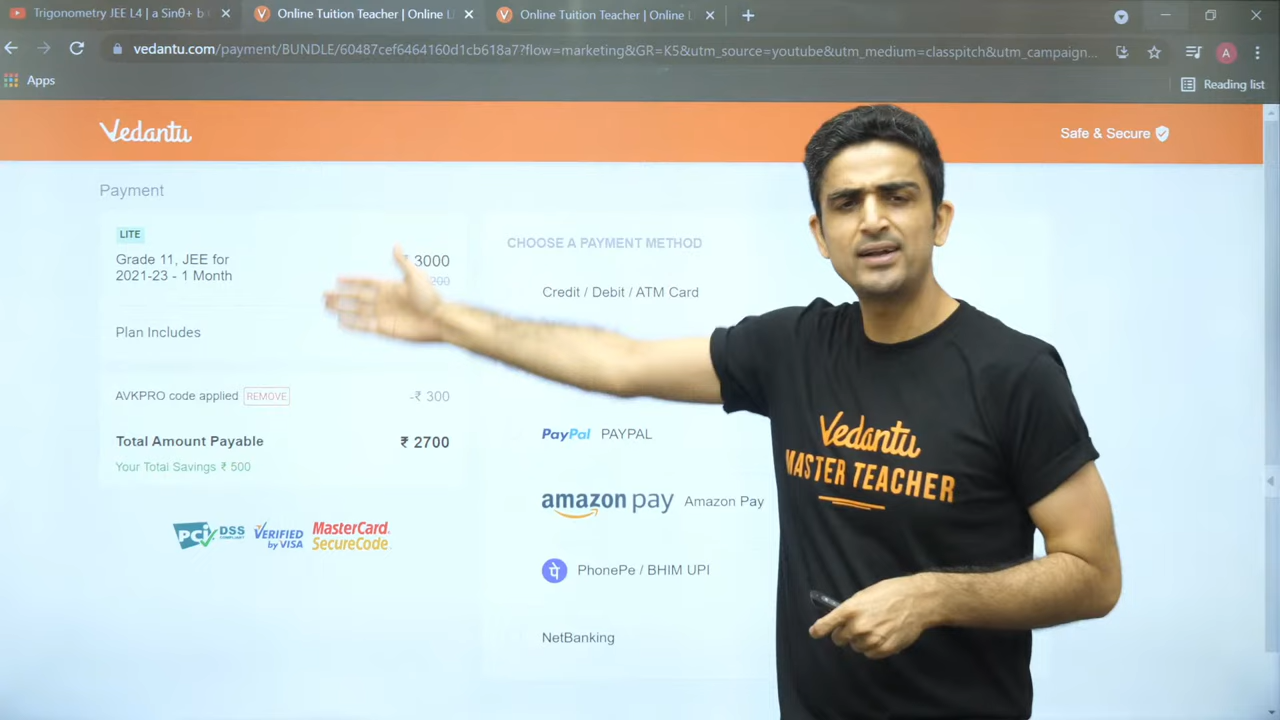 Trigonometry JEE L4 | a Sinθ+ b
Online Tuition Teacher | Online L
Online Tuition Teacher | Online L
vedantu.com/payment/BUNDLE/60487cef6464160d1cb618a7?flow=marketing&GR=K5&utm_source=youtube&utm_medium=classpitch&utm_campaign...
A
Apps
Reading list
Vedantu
Safe & Secure
Payment
LITE
Grade 11, JEE for
2021-23 - 1 Month
3000
200
Plan Includes
AVKPRO code applied REMOVE -₹ 300
Total Amount Payable ₹ 2700
Your Total Savings ₹ 500
PCI DSS COMPLIANT
VERIFIED by VISA
MasterCard. SecureCode.
CHOOSE A PAYMENT METHOD
Credit / Debit / ATM Card
PayPal PAYPAL
amazon pay Amazon Pay
पे PhonePe / BHIM UPI
NetBanking
Vedantu
MASTER TEACHER